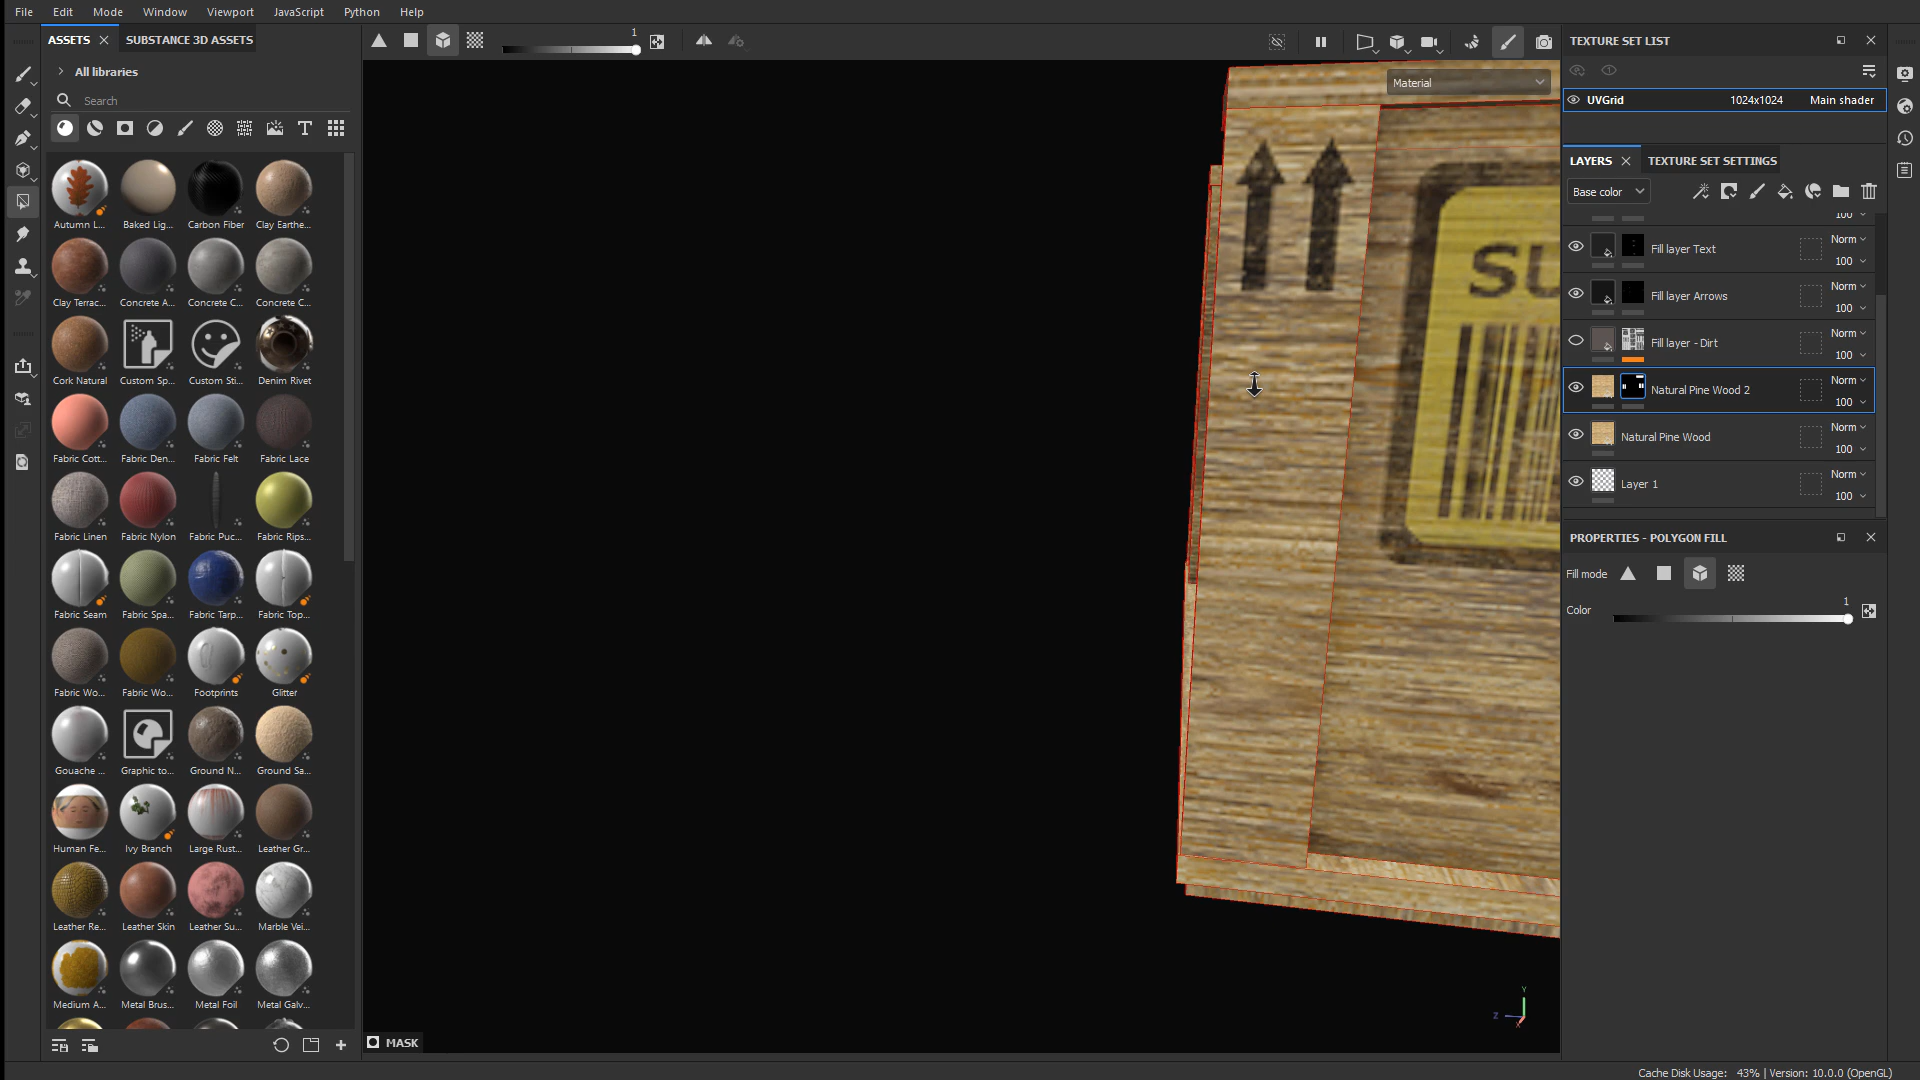 File Edit Mode Window Viewport JavaScript Python Help
ASSETS SUBSTANCE 3D ASSETS
All libraries
Search
Autumn L... Baked Lig... Carbon Fiber Clay Earthe...
Clay Terrac... Concrete A... Concrete C... Concrete C...
Cork Natural Custom Sp... Custom Sti... Denim Rivet
Fabric Cott... Fabric Den... Fabric Felt Fabric Lace
Fabric Linen Fabric Nylon Fabric Puc... Fabric Rips...
Fabric Seam Fabric Spa... Fabric Tarp... Fabric Top...
Fabric Wo... Fabric Wo... Footprints Glitter
Gouache ... Graphic to... Ground N... Ground Sa...
Human Fe... Ivy Branch Large Rust... Leather Gr...
Leather Re... Leather Skin Leather Su... Marble Vei...
Medium A... Metal Brus... Metal Foil Metal Galv...
1
Material
SU
Y
Z
X
MASK
TEXTURE SET LIST
UVGrid 1024x1024 Main shader
LAYERS TEXTURE SET SETTINGS
Base color
100
Fill layer Text Norm
100
Fill layer Arrows Norm
100
Fill layer - Dirt Norm
100
Natural Pine Wood 2 Norm
100
Natural Pine Wood Norm
100
Layer 1 Norm
100
PROPERTIES - POLYGON FILL
Fill mode
Color 1
Cache Disk Usage: 43% | Version: 10.0.0 (OpenGL)